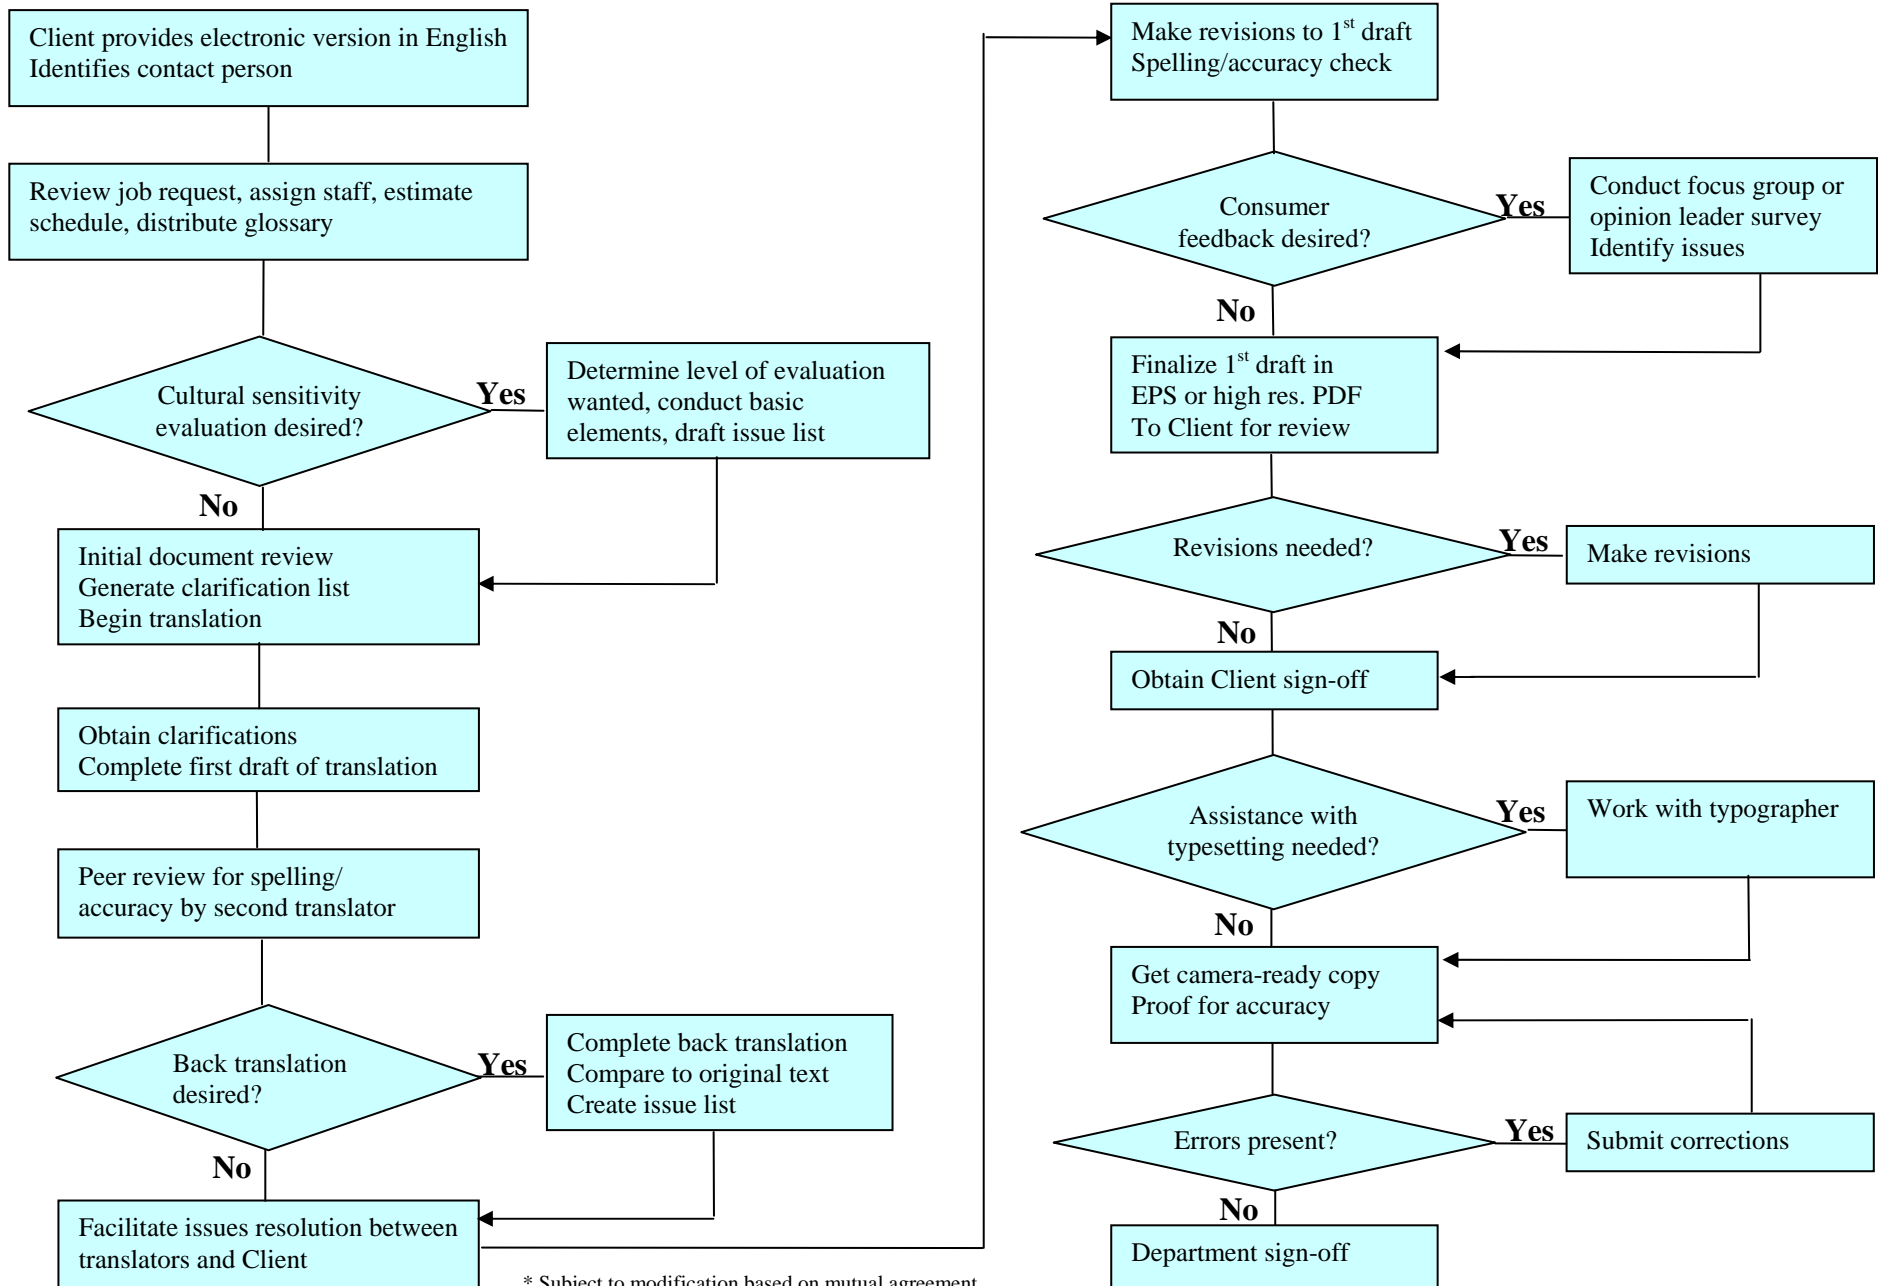 Client provides electronic version in English
Identifies contact person
Review job request, assign staff, estimate
schedule, distribute glossary
Cultural sensitivity
evaluation desired?
Yes
Determine level of evaluation
wanted, conduct basic
elements, draft issue list
No
Initial document review
Generate clarification list
Begin translation
Obtain clarifications
Complete first draft of translation
Peer review for spelling/
accuracy by second translator
Back translation
desired?
Yes
Complete back translation
Compare to original text
Create issue list
No
Facilitate issues resolution between
translators and Client
* Subject to modification based on mutual agreement
Make revisions to 1st draft
Spelling/accuracy check
Consumer
feedback desired?
Yes
Conduct focus group or
opinion leader survey
Identify issues
No
Finalize 1st draft in
EPS or high res. PDF
To Client for review
Revisions needed?
Yes
Make revisions
No
Obtain Client sign-off
Assistance with
typesetting needed?
Yes
Work with typographer
No
Get camera-ready copy
Proof for accuracy
Errors present?
Yes
Submit corrections
No
Department sign-off